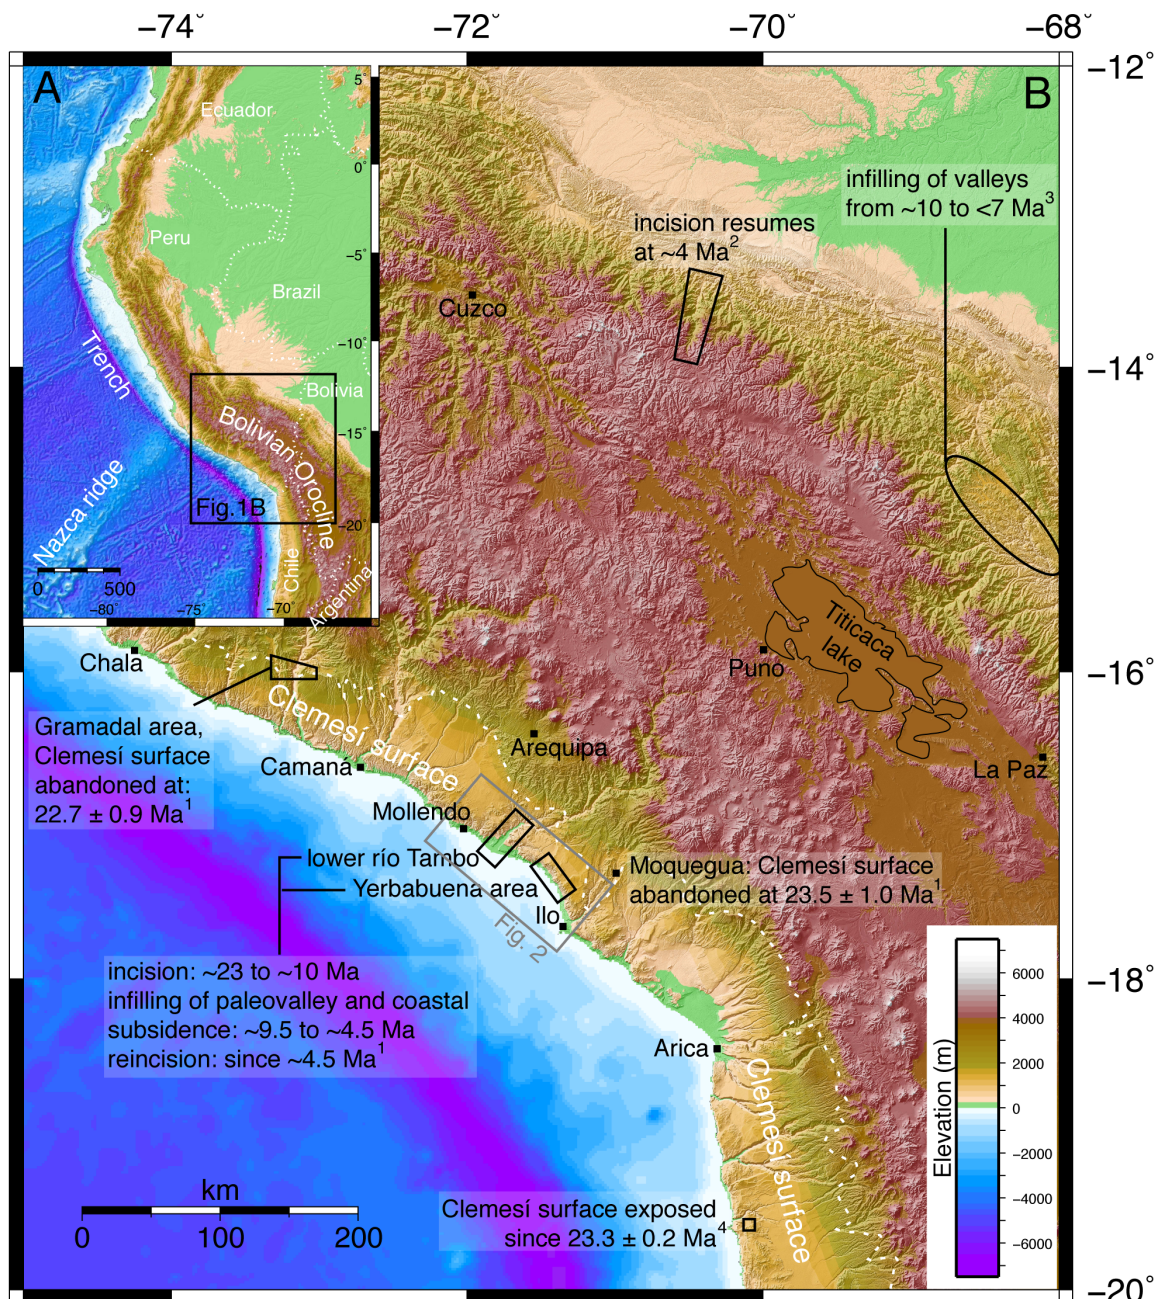 −74°
−72°
−70°
−68°
A
B
−12°
−14°
−16°
−18°
−20°
5°
0°
−5°
−10°
−15°
−20°
Ecuador
Peru
Brazil
Bolivia
Trench
Bolivian Orocline
Nazca ridge
Fig.1B
Chile
Argentina
0 500
−80° −75° −70°
infilling of valleys
from ~10 to <7 Ma3
incision resumes
at ~4 Ma2
Cuzco
Titicaca
lake
Puno
La Paz
Chala
Clemesí surface
Arequipa
Gramadal area,
Clemesí surface
abandoned at:
22.7 ± 0.9 Ma1
Camaná
Mollendo
lower río Tambo
Yerbabuena area
Ilo
Fig. 2
Moquegua: Clemesí surface
abandoned at 23.5 ± 1.0 Ma1
incision: ~23 to ~10 Ma
infilling of paleovalley and coastal
subsidence: ~9.5 to ~4.5 Ma
reincision: since ~4.5 Ma1
Arica
Clemesí surface
km
0 100 200
Clemesí surface exposed
since 23.3 ± 0.2 Ma4
Elevation (m)
6000
4000
2000
0
−2000
−4000
−6000